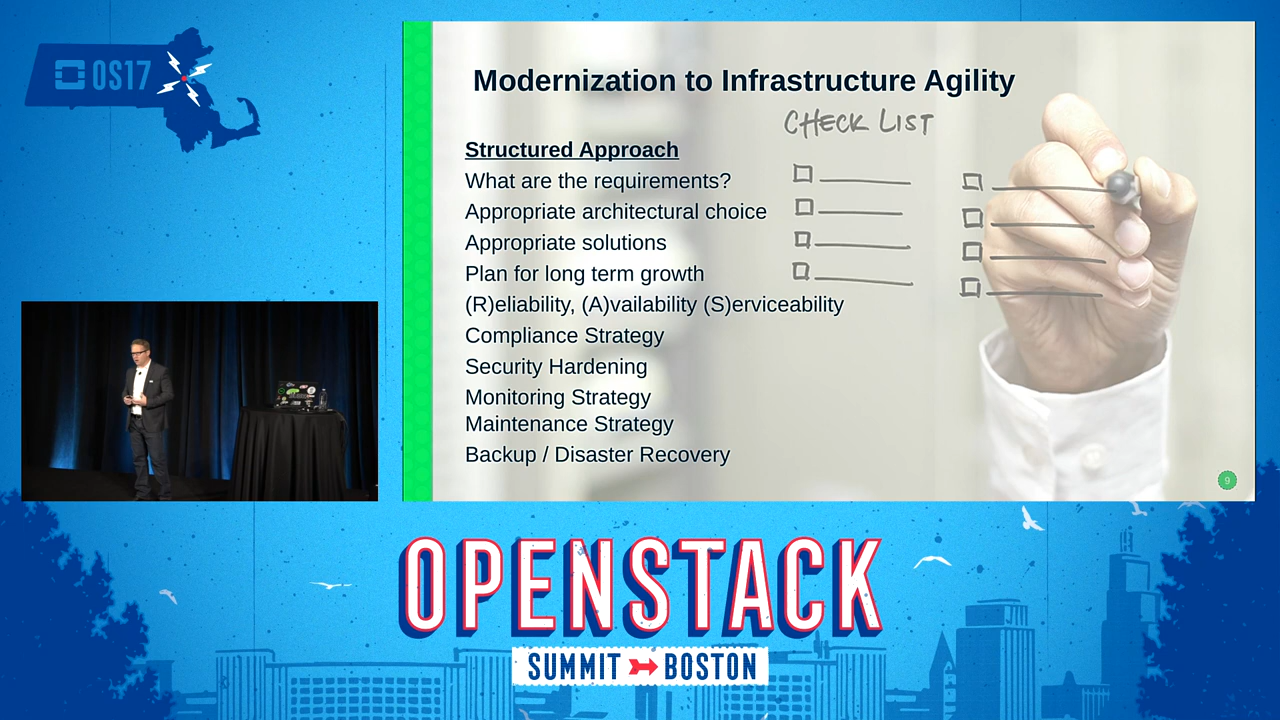 OS17
Modernization to Infrastructure Agility
CHECK LIST
Structured Approach
What are the requirements?
Appropriate architectural choice
Appropriate solutions
Plan for long term growth
(R)eliability, (A)vailability (S)erviceability
Compliance Strategy
Security Hardening
Monitoring Strategy
Maintenance Strategy
Backup / Disaster Recovery
9
OPENSTACK
SUMMIT BOSTON